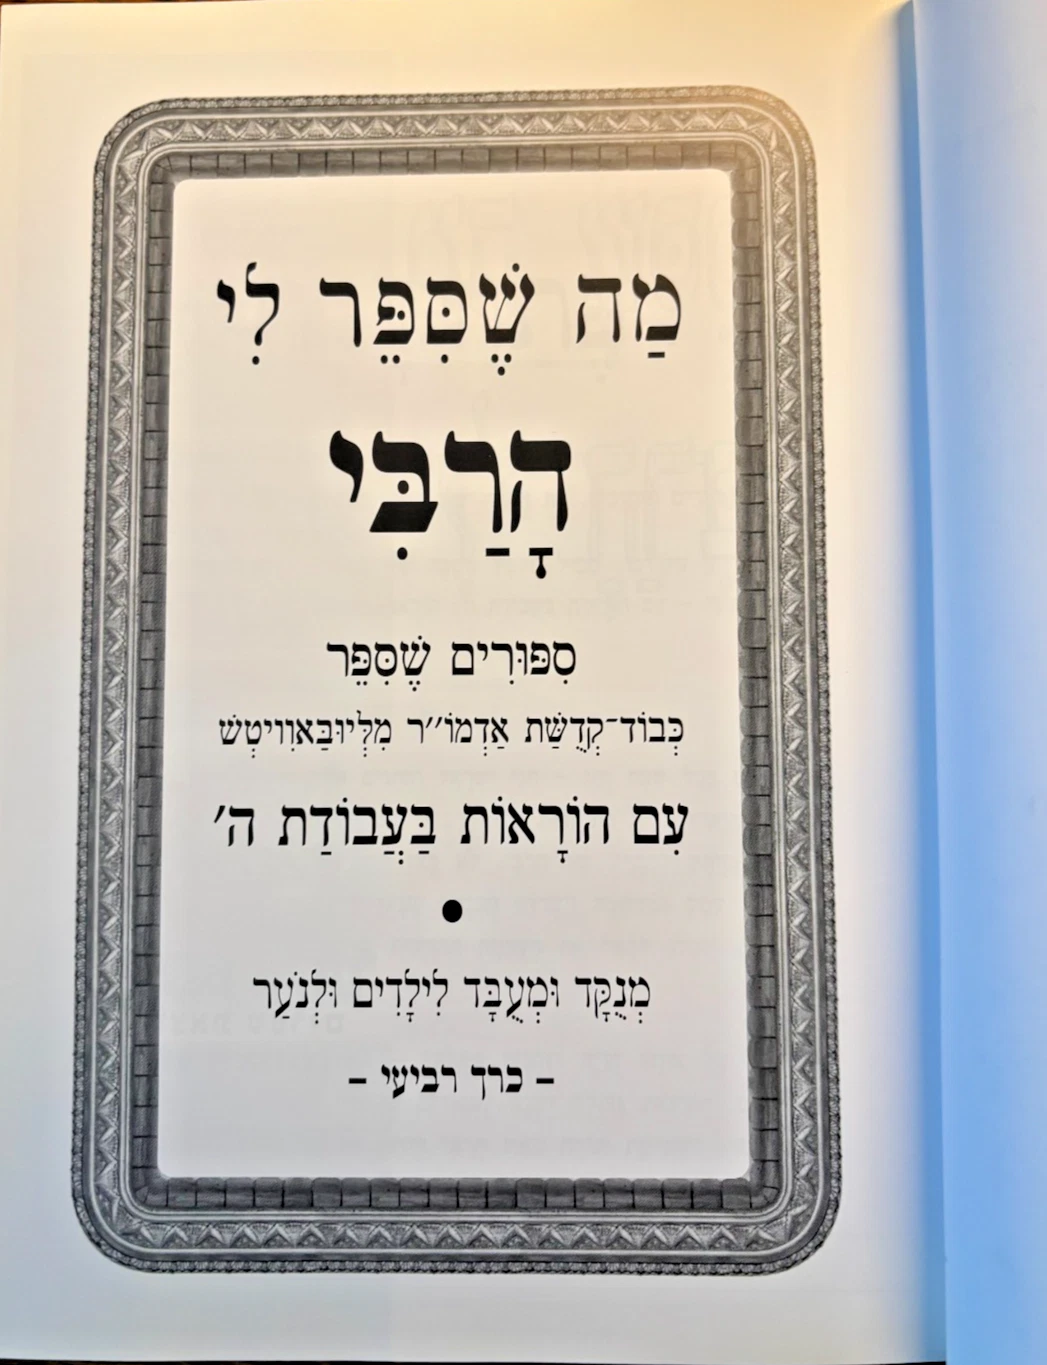 מַה שֶּׁסִּפֵּר לִי
הָרַבִּי
סִפּוּרִים שֶׁסִּפֵּר
כְּבוֹד־קְדֻשַּׁת אַדְמוֹ״ר מִלְּיוּבַּאוִויטְשׁ
עִם הוֹרָאוֹת בַּעֲבוֹדַת ה׳
•
מְנֻקָּד וּמְעֻבָּד לִילָדִים וּלְנֹעַר
– כרך רביעי –